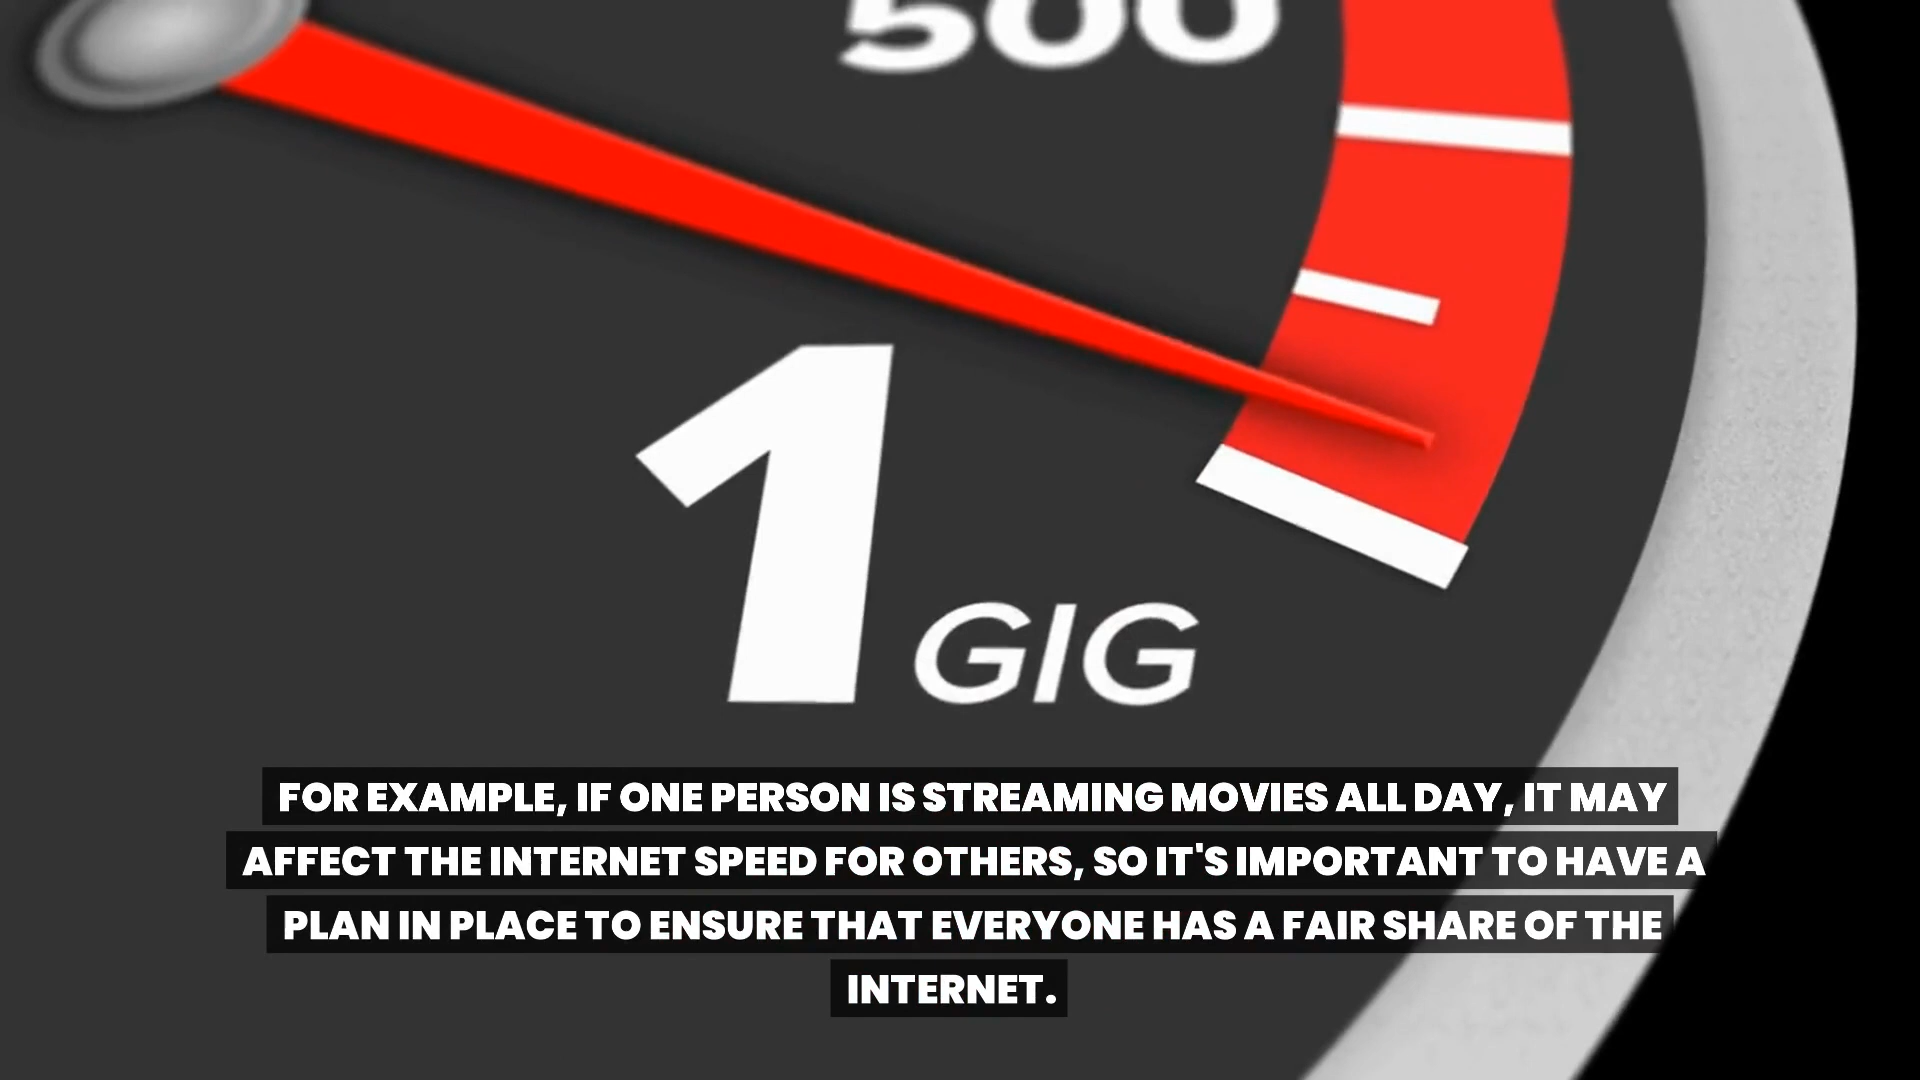 500
1 GIG
FOR EXAMPLE, IF ONE PERSON IS STREAMING MOVIES ALL DAY, IT MAY
AFFECT THE INTERNET SPEED FOR OTHERS, SO IT'S IMPORTANT TO HAVE A
PLAN IN PLACE TO ENSURE THAT EVERYONE HAS A FAIR SHARE OF THE
INTERNET.